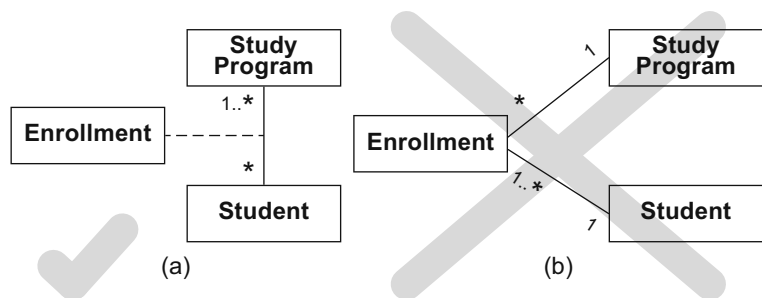 Study
Program
1..*
Enrollment
*
Student
(a)
Study
Program
1
*
Enrollment
1..*
1
Student
(b)